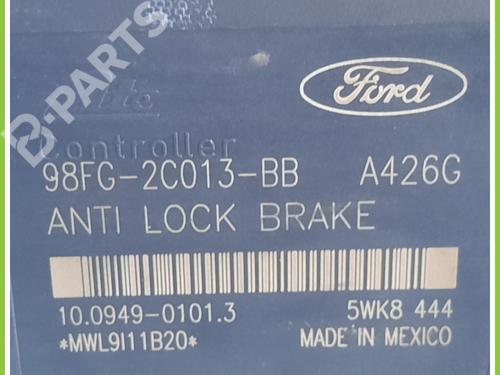 B-PARTS
Ford
Controller
98FG-2C013-BB A426G
ANTI LOCK BRAKE
10.0949-0101.3 5WK8 444
*MWL9I11B20* MADE IN MEXICO